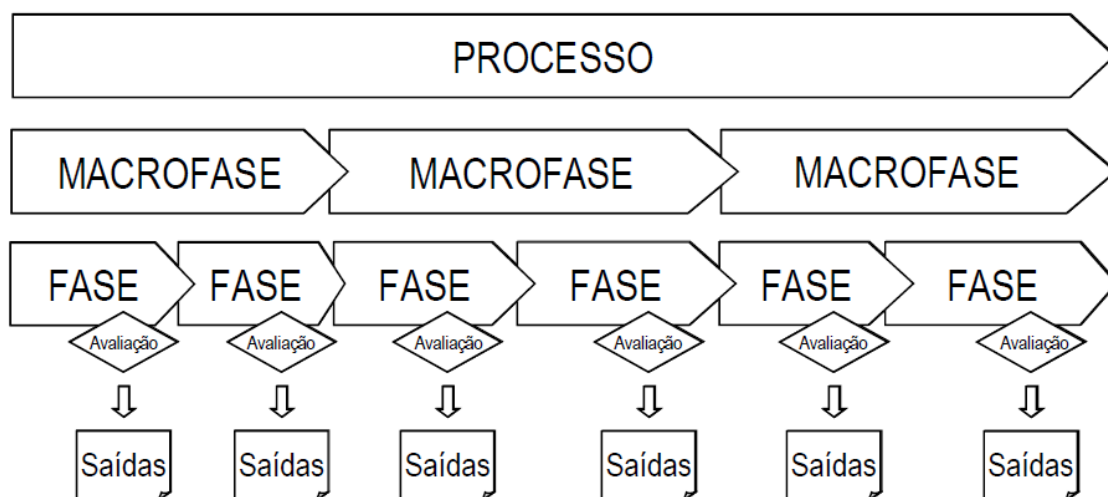 PROCESSO
MACROFASE MACROFASE MACROFASE
FASE FASE FASE FASE FASE FASE
Avaliação Avaliação Avaliação Avaliação Avaliação Avaliação
Saídas Saídas Saídas Saídas Saídas Saídas